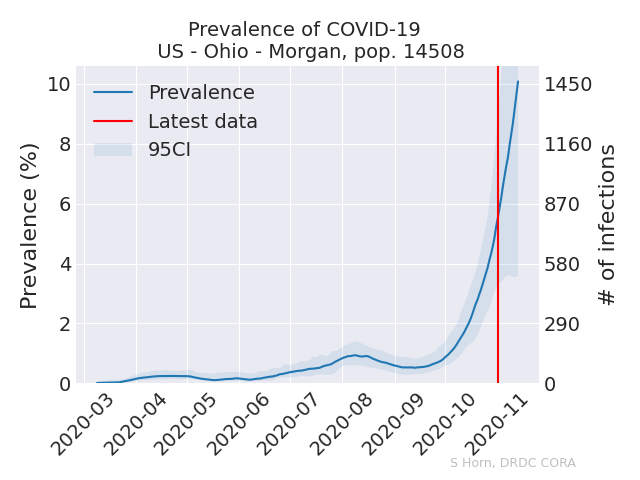 Prevalence of COVID-19
US - Ohio - Morgan, pop. 14508
Prevalence
Latest data
95CI
Prevalence (%)
10
8
6
4
2
0
1450
1160
870
580
290
0
# of infections
2020-03
2020-04
2020-05
2020-06
2020-07
2020-08
2020-09
2020-10
2020-11
S Horn, DRDC CORA